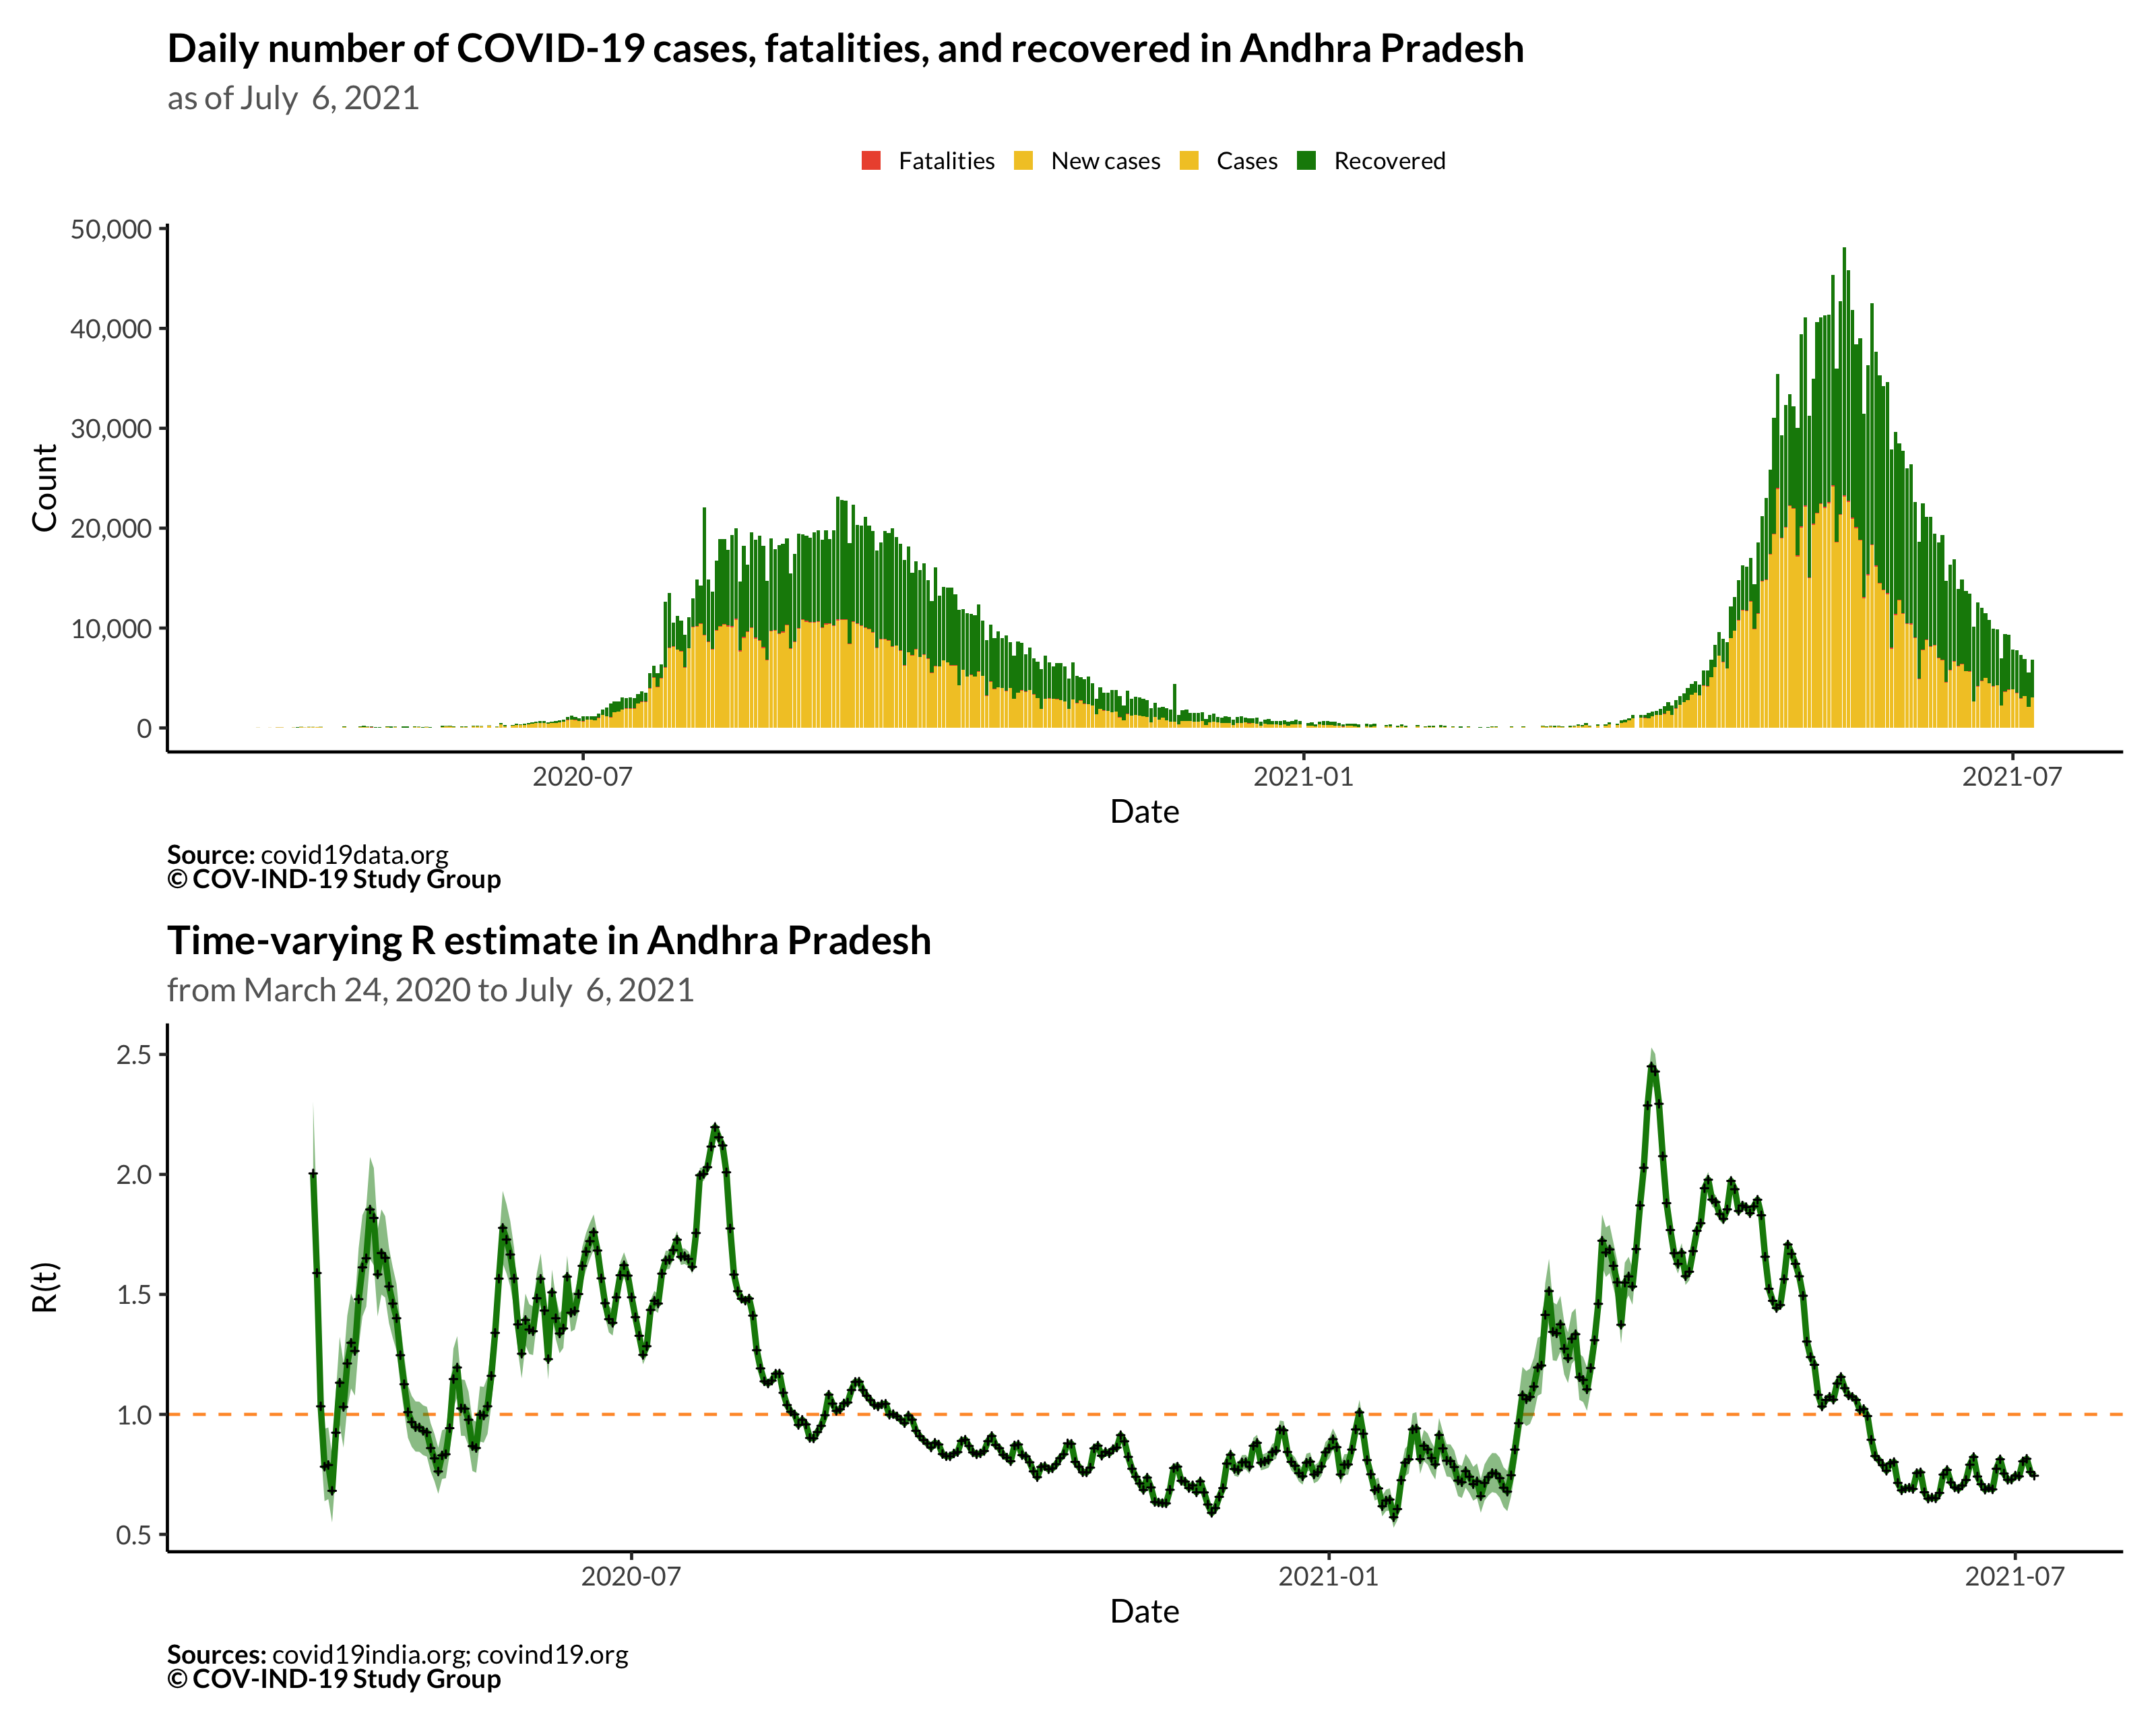 Daily number of COVID-19 cases, fatalities, and recovered in Andhra Pradesh
as of July  6, 2021
Fatalities New cases Cases Recovered
50,000
40,000
30,000
20,000
10,000
0
Count
2020-07 2021-01 2021-07
Date
Source: covid19data.org
© COV-IND-19 Study Group
Time-varying R estimate in Andhra Pradesh
from March 24, 2020 to July  6, 2021
2.5
2.0
1.5
1.0
0.5
R(t)
2020-07 2021-01 2021-07
Date
Sources: covid19india.org; covind19.org
© COV-IND-19 Study Group